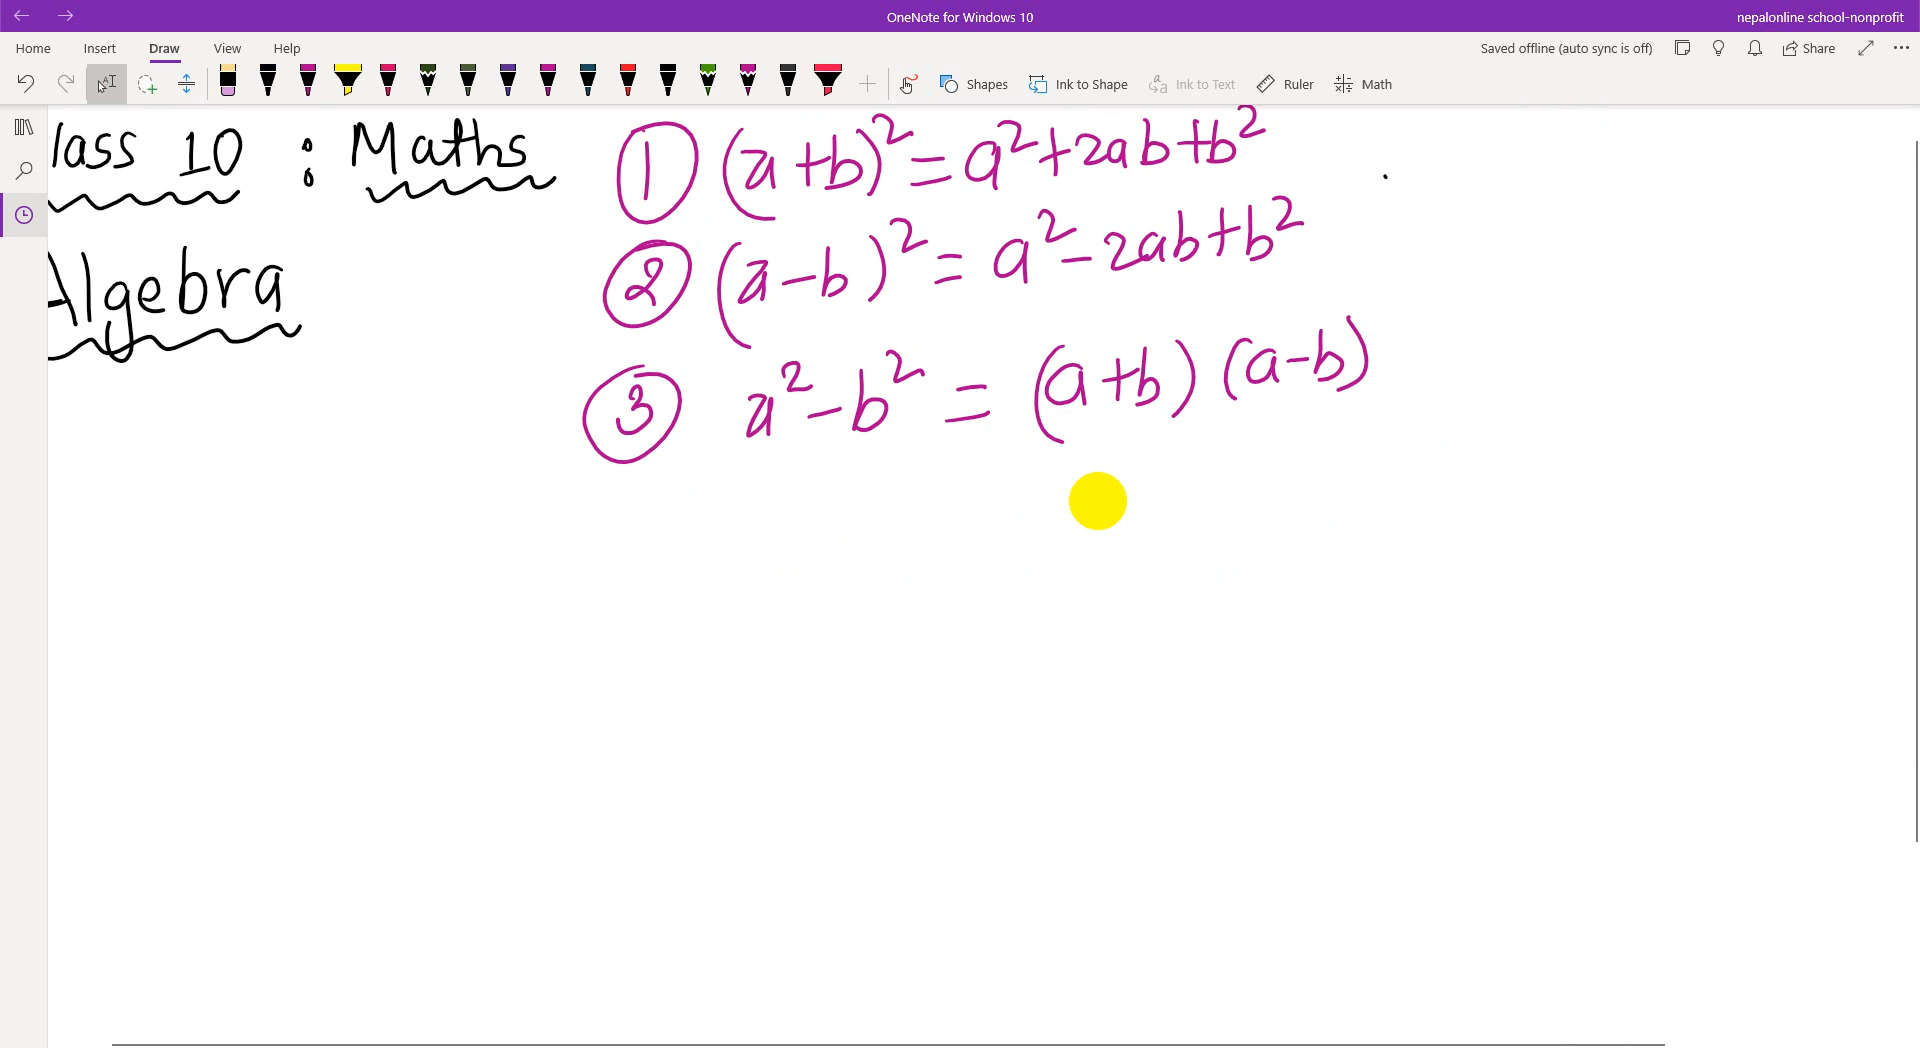 OneNote for Windows 10
nepalonline school-nonprofit
Home Insert Draw View Help
Saved offline (auto sync is off) Share
Shapes Ink to Shape Ink to Text Ruler Math
lass 10 : Maths
Algebra
① (a+b)² = a²+2ab+b²
② (a-b)² = a²-2ab+b²
③ a²-b² = (a+b)(a-b)